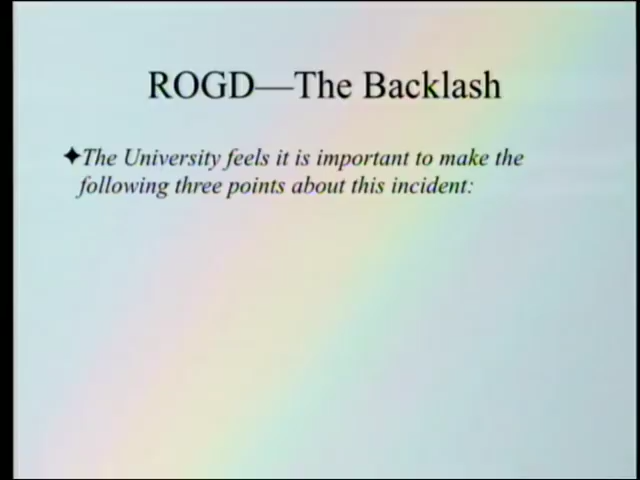 ROGD—The Backlash
✦The University feels it is important to make the
following three points about this incident: